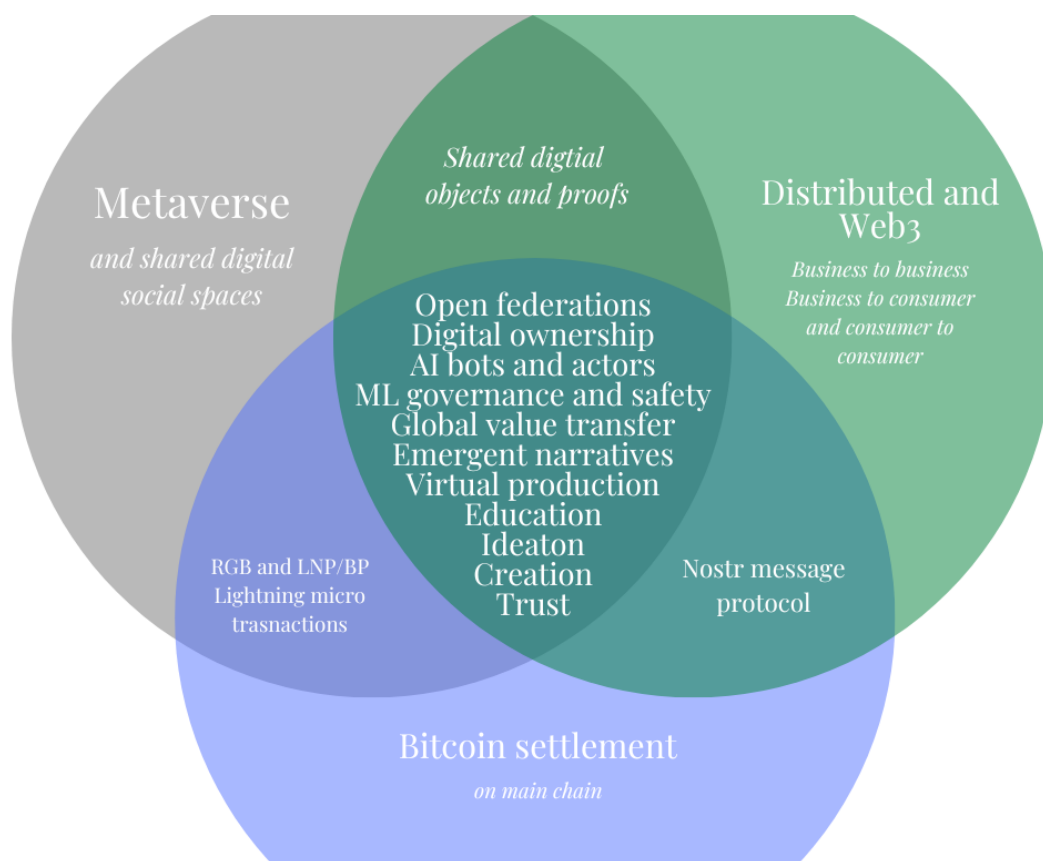 Shared digtial
objects and proofs
Metaverse
and shared digital
social spaces
Distributed and
Web3
Business to business
Business to consumer
and consumer to
consumer
Open federations
Digital ownership
AI bots and actors
ML governance and safety
Global value transfer
Emergent narratives
Virtual production
Education
Ideaton
Creation
Trust
RGB and LNP/BP
Lightning micro
trasnactions
Nostr message
protocol
Bitcoin settlement
on main chain